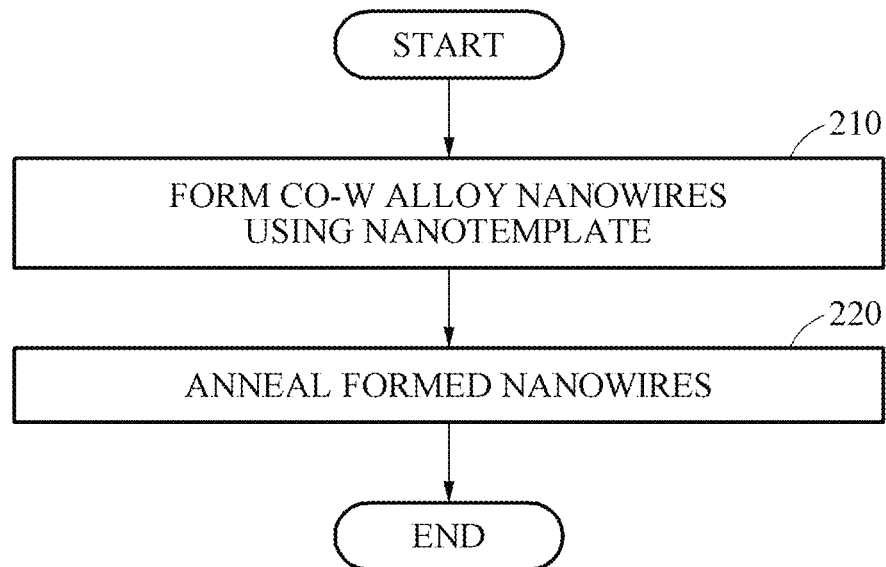 START
210
FORM CO-W ALLOY NANOWIRES
USING NANOTEMPLATE
220
ANNEAL FORMED NANOWIRES
END